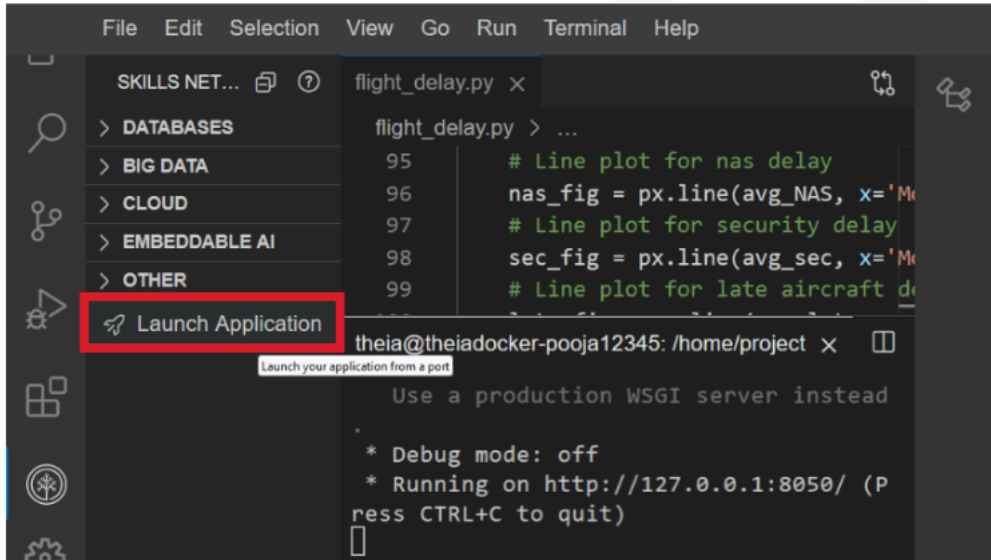 File Edit Selection View Go Run Terminal Help
SKILLS NET...
DATABASES
BIG DATA
CLOUD
EMBEDDABLE AI
OTHER
Launch Application
Launch your application from a port
flight_delay.py ×
flight_delay.py > ...
95 # Line plot for nas delay
96 nas_fig = px.line(avg_NAS, x='Mo
97 # Line plot for security delay
98 sec_fig = px.line(avg_sec, x='Mo
99 # Line plot for late aircraft de
theia@theiadocker-pooja12345: /home/project ×
Use a production WSGI server instead
.
* Debug mode: off
* Running on http://127.0.0.1:8050/ (P
ress CTRL+C to quit)